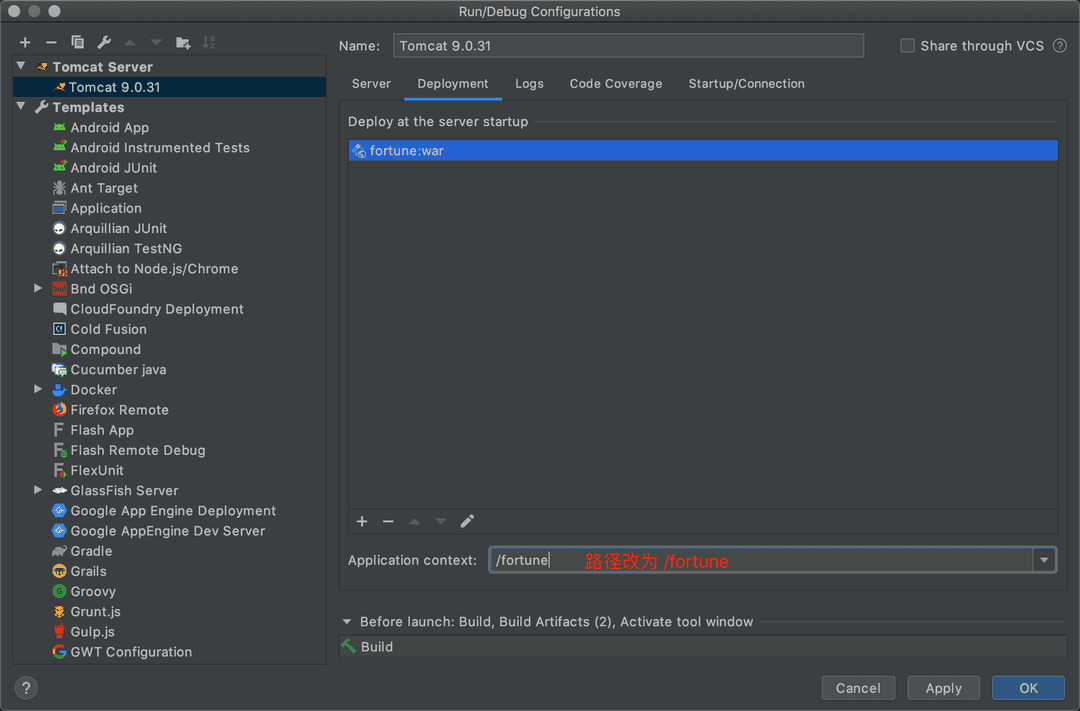 Run/Debug Configurations
Name: Tomcat 9.0.31 Share through VCS ?
Tomcat Server
Tomcat 9.0.31
Templates
Android App
Android Instrumented Tests
Android JUnit
Ant Target
Application
Arquillian JUnit
Arquillian TestNG
Attach to Node.js/Chrome
Bnd OSGi
CloudFoundry Deployment
Cold Fusion
Compound
Cucumber java
Docker
Firefox Remote
Flash App
Flash Remote Debug
FlexUnit
GlassFish Server
Google App Engine Deployment
Google AppEngine Dev Server
Gradle
Grails
Groovy
Grunt.js
Gulp.js
GWT Configuration
Server Deployment Logs Code Coverage Startup/Connection
Deploy at the server startup
fortune:war
Application context: /fortune 路径改为 /fortune
Before launch: Build, Build Artifacts (2), Activate tool window
Build
? Cancel Apply OK